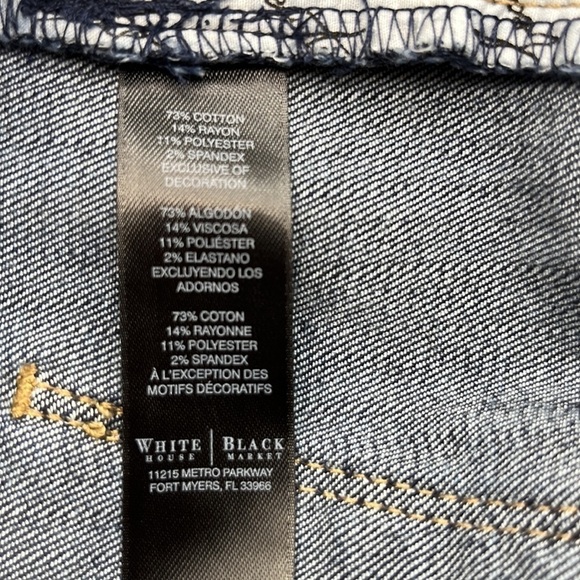 73% COTTON
14% RAYON
11% POLYESTER
2% SPANDEX
EXCLUSIVE OF
DECORATION
73% ALGODON
14% VISCOSA
11% POLIÉSTER
2% ELASTANO
EXCLUYENDO LOS
ADORNOS
73% COTON
14% RAYONNE
11% POLYESTER
2% SPANDEX
À L'EXCEPTION DES
MOTIFS DÉCORATIFS
WHITE | BLACK
HOUSE | MARKET
11215 METRO PARKWAY
FORT MYERS, FL 33966